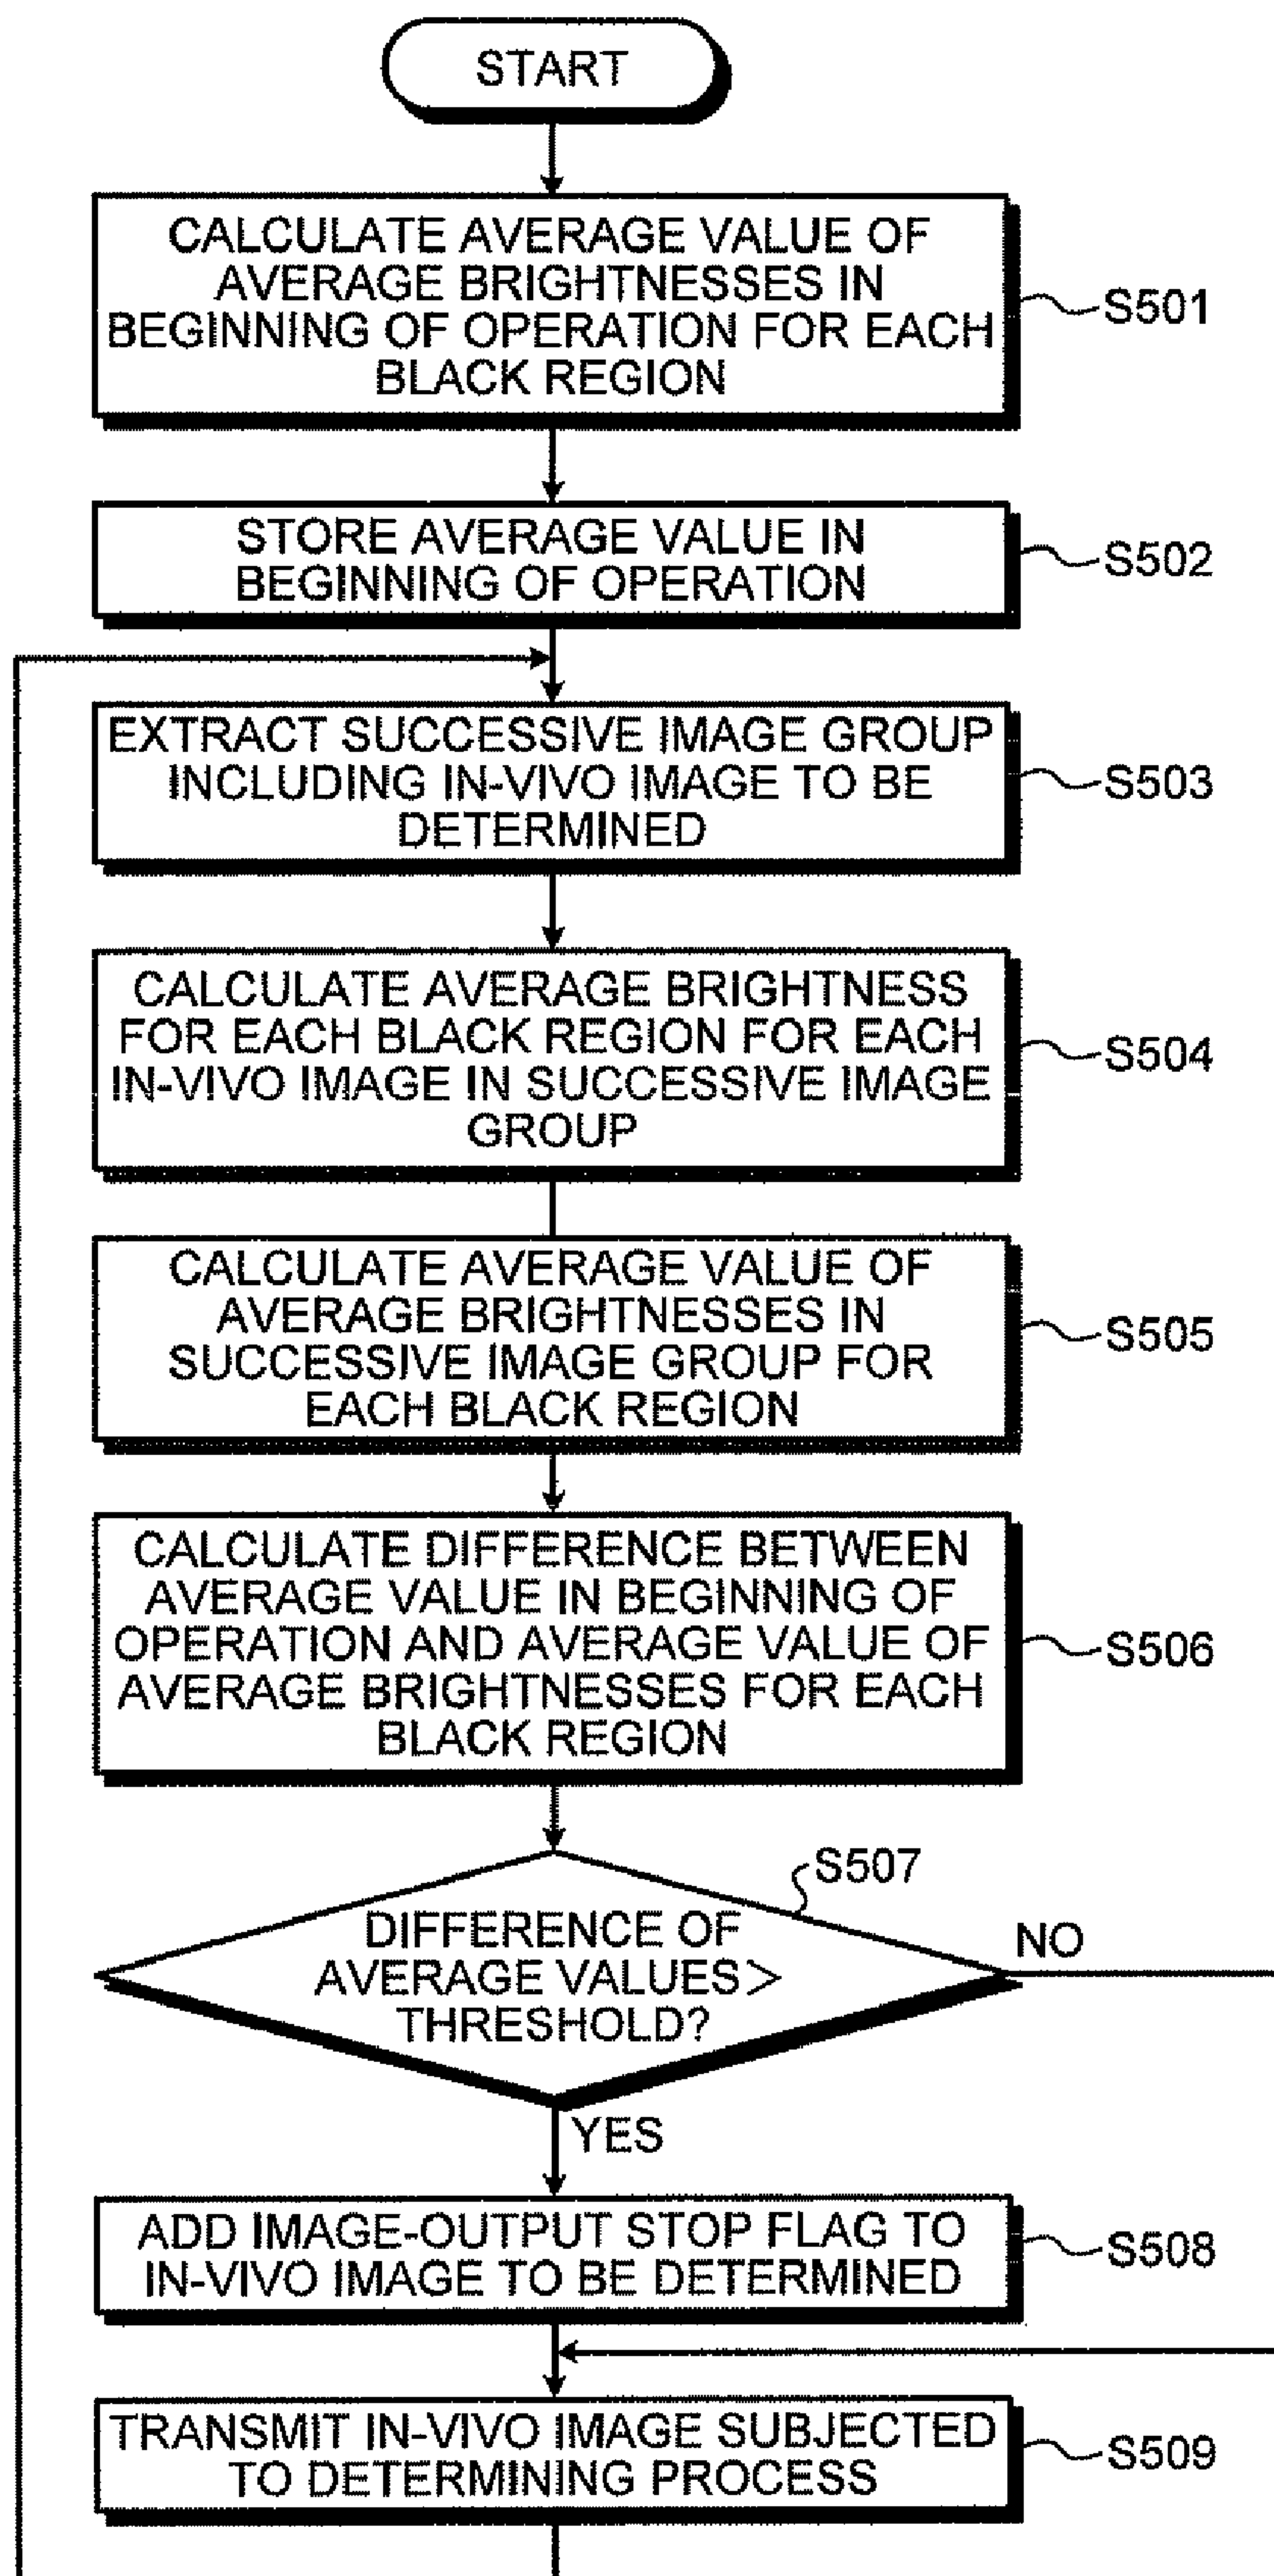 START
CALCULATE AVERAGE VALUE OF
AVERAGE BRIGHTNESSES IN
BEGINNING OF OPERATION FOR EACH
BLACK REGION
S501
STORE AVERAGE VALUE IN
BEGINNING OF OPERATION
S502
EXTRACT SUCCESSIVE IMAGE GROUP
INCLUDING IN-VIVO IMAGE TO BE
DETERMINED
S503
CALCULATE AVERAGE BRIGHTNESS
FOR EACH BLACK REGION FOR EACH
IN-VIVO IMAGE IN SUCCESSIVE IMAGE
GROUP
S504
CALCULATE AVERAGE VALUE OF
AVERAGE BRIGHTNESSES IN
SUCCESSIVE IMAGE GROUP FOR
EACH BLACK REGION
S505
CALCULATE DIFFERENCE BETWEEN
AVERAGE VALUE IN BEGINNING OF
OPERATION AND AVERAGE VALUE OF
AVERAGE BRIGHTNESSES FOR EACH
BLACK REGION
S506
S507
DIFFERENCE OF
AVERAGE VALUES>
THRESHOLD?
NO
YES
ADD IMAGE-OUTPUT STOP FLAG TO
IN-VIVO IMAGE TO BE DETERMINED
S508
TRANSMIT IN-VIVO IMAGE SUBJECTED
TO DETERMINING PROCESS
S509